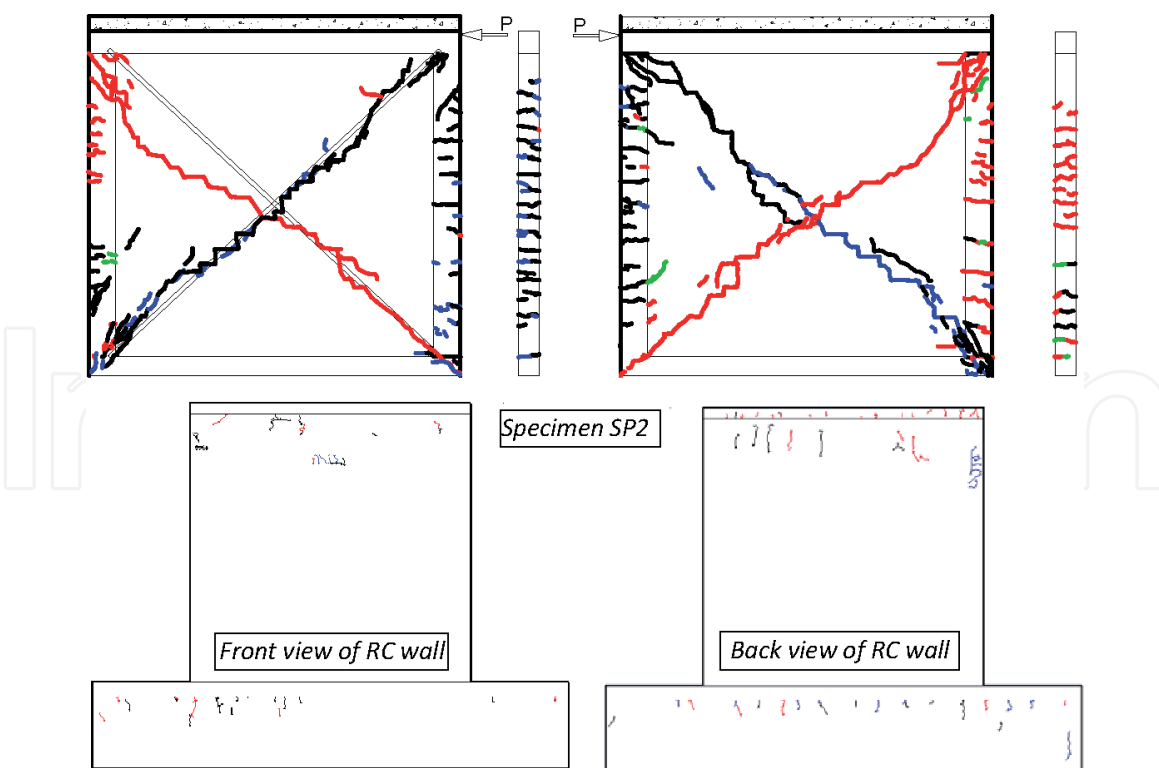 P
P
Specimen SP2
Front view of RC wall
Back view of RC wall